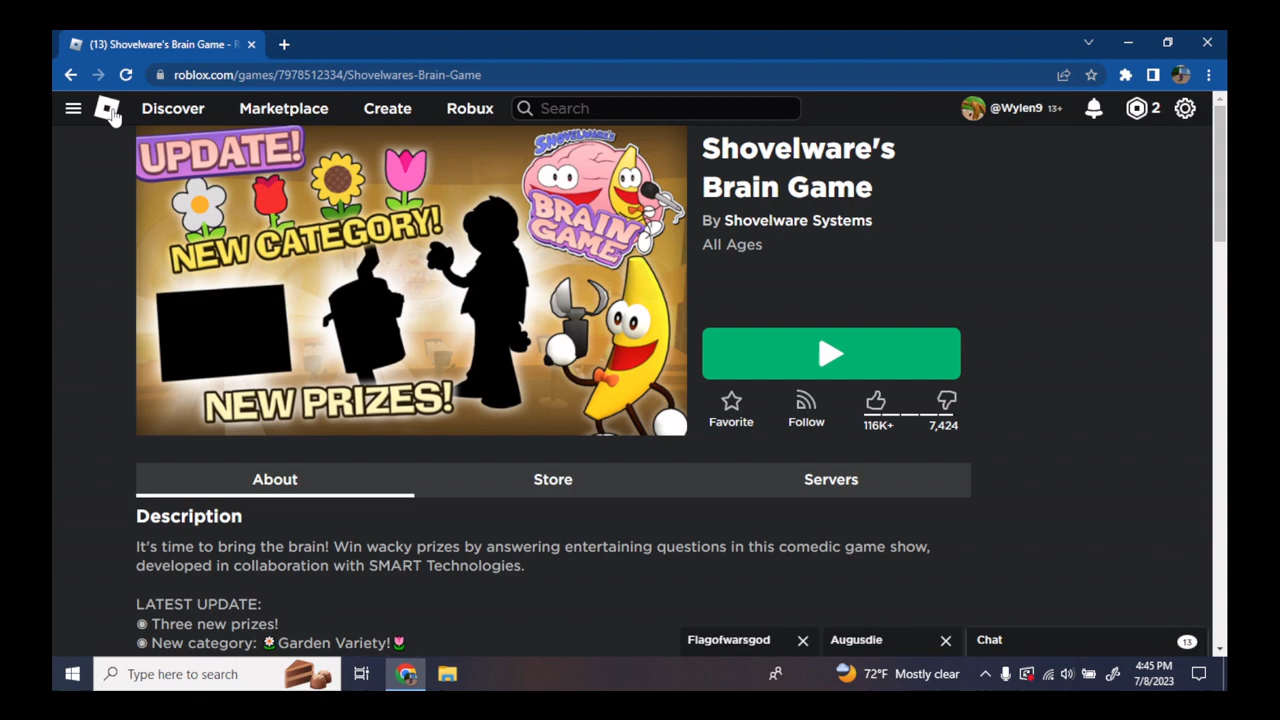 (13) Shovelware's Brain Game - R
roblox.com/games/7978512334/Shovelwares-Brain-Game
Discover
Marketplace
Create
Robux
Search
@Wylen9 13+
2
UPDATE!
NEW CATEGORY!
NEW PRIZES!
SHOVELWARE'S
BRAIN
GAME
Shovelware's
Brain Game
By Shovelware Systems
All Ages
Favorite
Follow
116K+
7,424
About
Store
Servers
Description
It's time to bring the brain! Win wacky prizes by answering entertaining questions in this comedic game show,
developed in collaboration with SMART Technologies.
LATEST UPDATE:
◉ Three new prizes!
◉ New category: 🌼Garden Variety!🌷
Flagofwarsgod
Augusdie
Chat
13
Type here to search
72°F Mostly clear
4:45 PM
7/8/2023